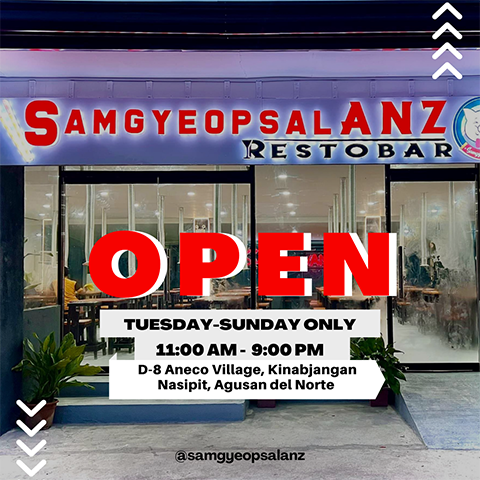 SAMGYEOPSALANZ
RESTOBAR
OPEN
TUESDAY-SUNDAY ONLY
11:00 AM - 9:00 PM
D-8 Aneco Village, Kinabjangan
Nasipit, Agusan del Norte
@samgyeopsalanz